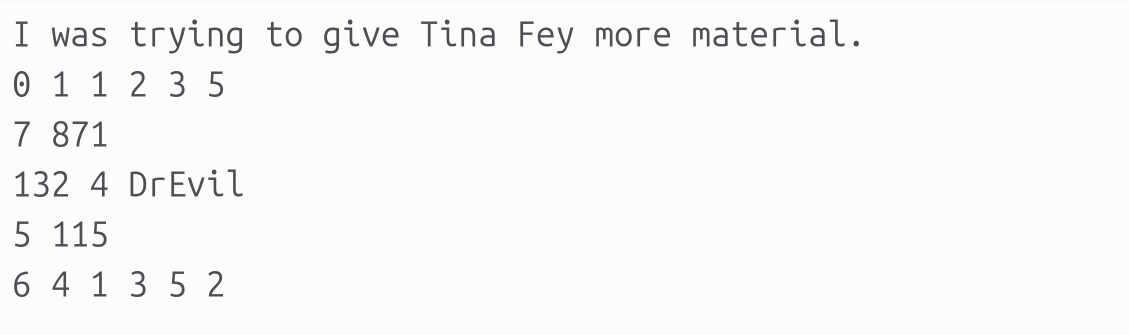 I was trying to give Tina Fey more material.
0 1 1 2 3 5
7 871
132 4 DrEvil
5 115
6 4 1 3 5 2